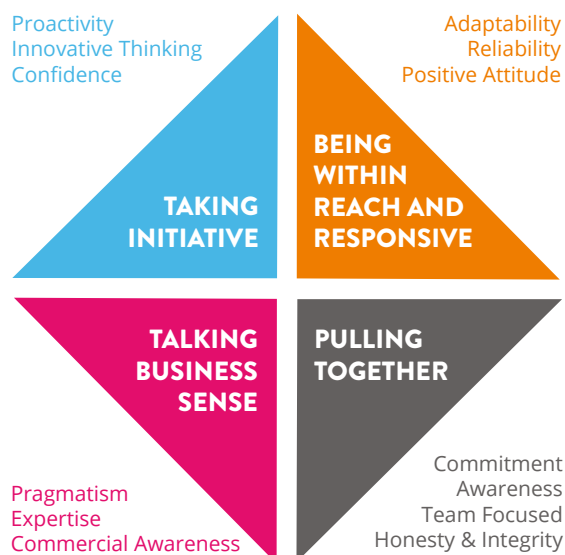 Proactivity
Innovative Thinking
Confidence
Adaptability
Reliability
Positive Attitude
TAKING
INITIATIVE
BEING
WITHIN
REACH AND
RESPONSIVE
TALKING
BUSINESS
SENSE
PULLING
TOGETHER
Pragmatism
Expertise
Commercial Awareness
Commitment
Awareness
Team Focused
Honesty & Integrity